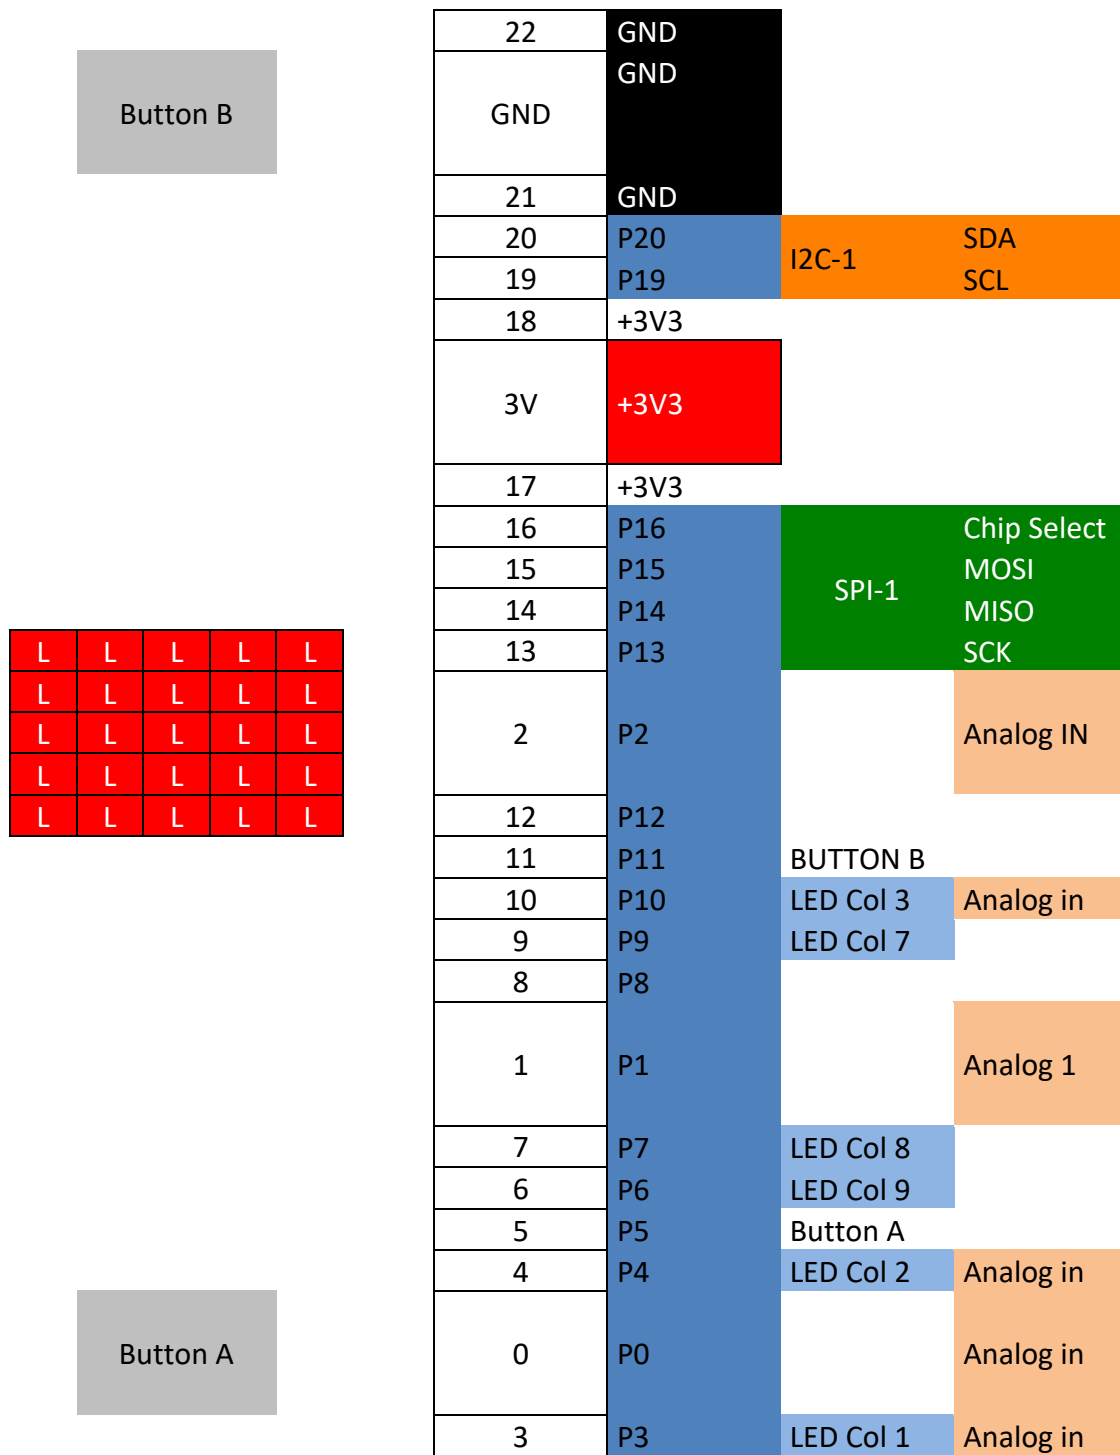 22 GND
GND
Button B GND
21 GND
20 P20 SDA
I2C-1
19 P19 SCL
18 +3V3
3V +3V3
17 +3V3
16 P16 Chip Select
15 P15 MOSI
SPI-1
14 P14 MISO
L L L L L 13 P13 SCK
L L L L L
L L L L L 2 P2 Analog IN
L L L L L
L L L L L 12 P12
11 P11 BUTTON B
10 P10 LED Col 3 Analog in
9 P9 LED Col 7
8 P8
1 P1 Analog 1
7 P7 LED Col 8
6 P6 LED Col 9
5 P5 Button A
4 P4 LED Col 2 Analog in
Button A 0 P0 Analog in
3 P3 LED Col 1 Analog in